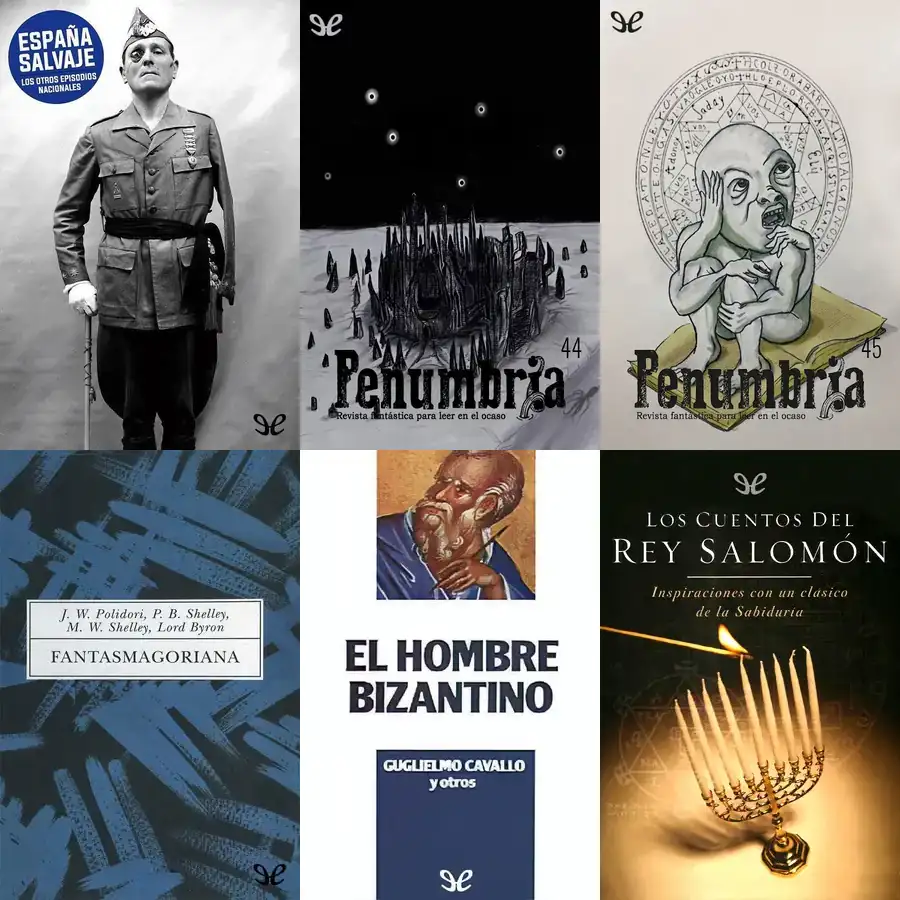 ESPAÑA
SALVAJE
LOS OTROS EPISODIOS
NACIONALES
44
Penumbria
Revista fantástica para leer en el ocaso
45
Penumbria
Revista fantástica para leer en el ocaso
Saday
J. W. Polidori, P. B. Shelley,
M. W. Shelley, Lord Byron
FANTASMAGORIANA
EL HOMBRE
BIZANTINO
GUGLIELMO CAVALLO
y otros
LOS CUENTOS DEL
REY SALOMÓN
Inspiraciones con un clásico
de la Sabiduría